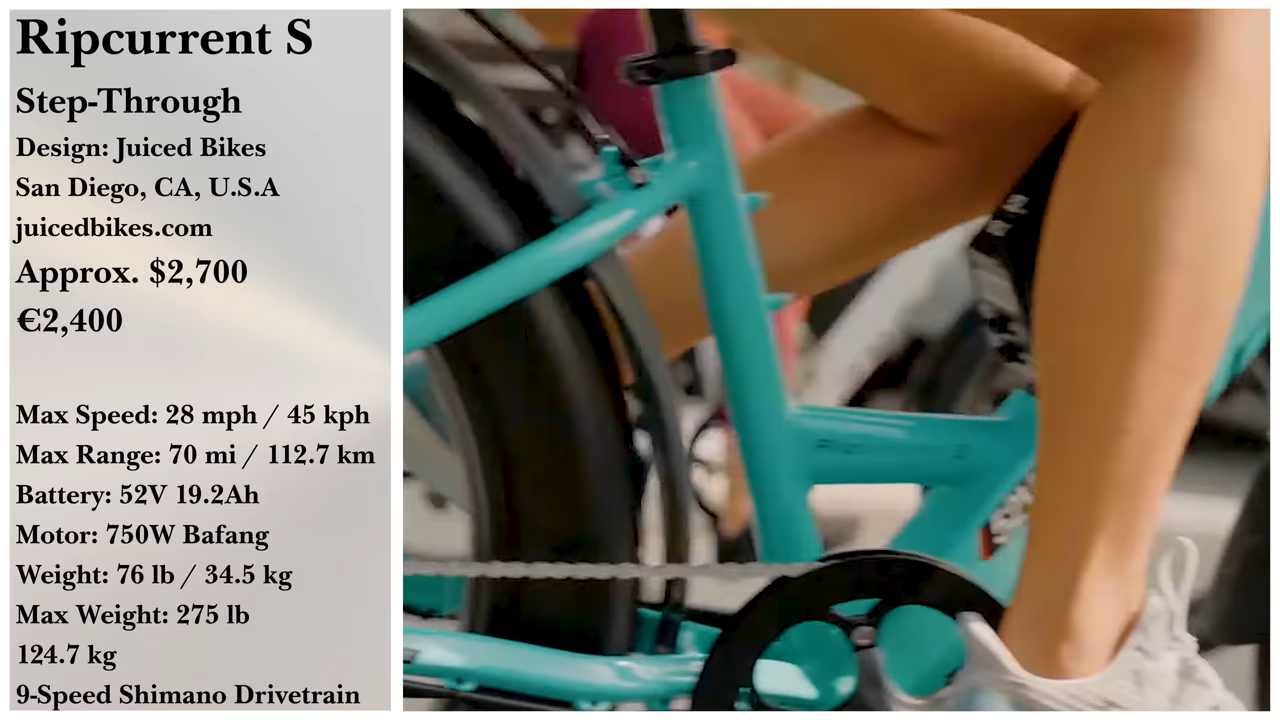 Ripcurrent S
Step-Through
Design: Juiced Bikes
San Diego, CA, U.S.A
juicedbikes.com
Approx. $2,700
€2,400
Max Speed: 28 mph / 45 kph
Max Range: 70 mi / 112.7 km
Battery: 52V 19.2Ah
Motor: 750W Bafang
Weight: 76 lb / 34.5 kg
Max Weight: 275 lb
124.7 kg
9-Speed Shimano Drivetrain